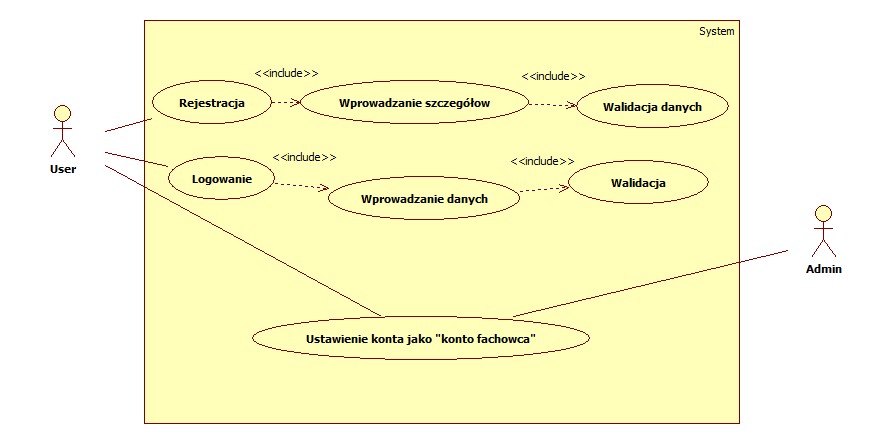 System
<<include>>
<<include>>
Rejestracja
Wprowadzanie szczegółow
Walidacja danych
User
<<include>>
<<include>>
Logowanie
Wprowadzanie danych
Walidacja
Admin
Ustawienie konta jako "konto fachowca"